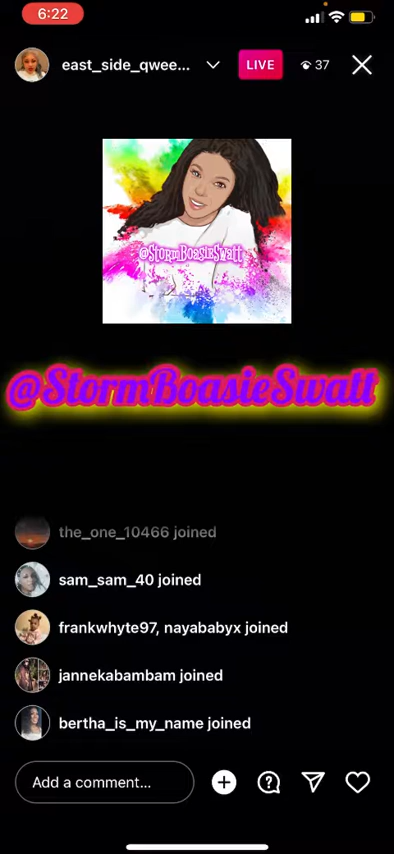 6:22
east_side_qwee...
LIVE
37
@StormBoasieSwatt
@StormBoasieSwatt
the_one_10466 joined
sam_sam_40 joined
frankwhyte97, nayababyx joined
jannekabambam joined
bertha_is_my_name joined
Add a comment...